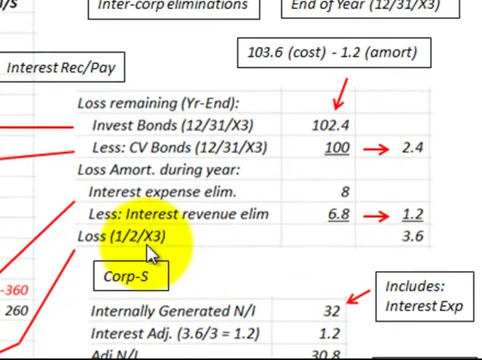 Inter-corp eliminations
End of Year (12/31/X3)
103.6 (cost) - 1.2 (amort)
Interest Rec/Pay
Loss remaining (Yr-End):
Invest Bonds (12/31/X3) 102.4
Less: CV Bonds (12/31/X3) 100 2.4
Loss Amort. during year:
Interest expense elim. 8
Less: Interest revenue elim 6.8 1.2
Loss (1/2/X3) 3.6
-360
260
Corp-S
Includes:
Interest Exp
Internally Generated N/I 32
Interest Adj. (3.6/3 = 1.2) 1.2
Adj N/I 30.8